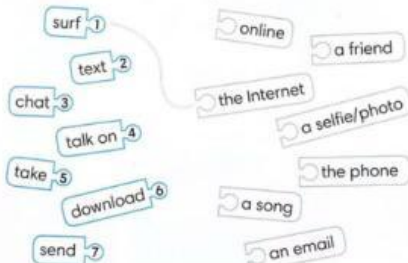 surf 1
text 2
chat 3
talk on 4
take 5
download 6
send 7
online
a friend
the Internet
a selfie/photo
the phone
a song
an email